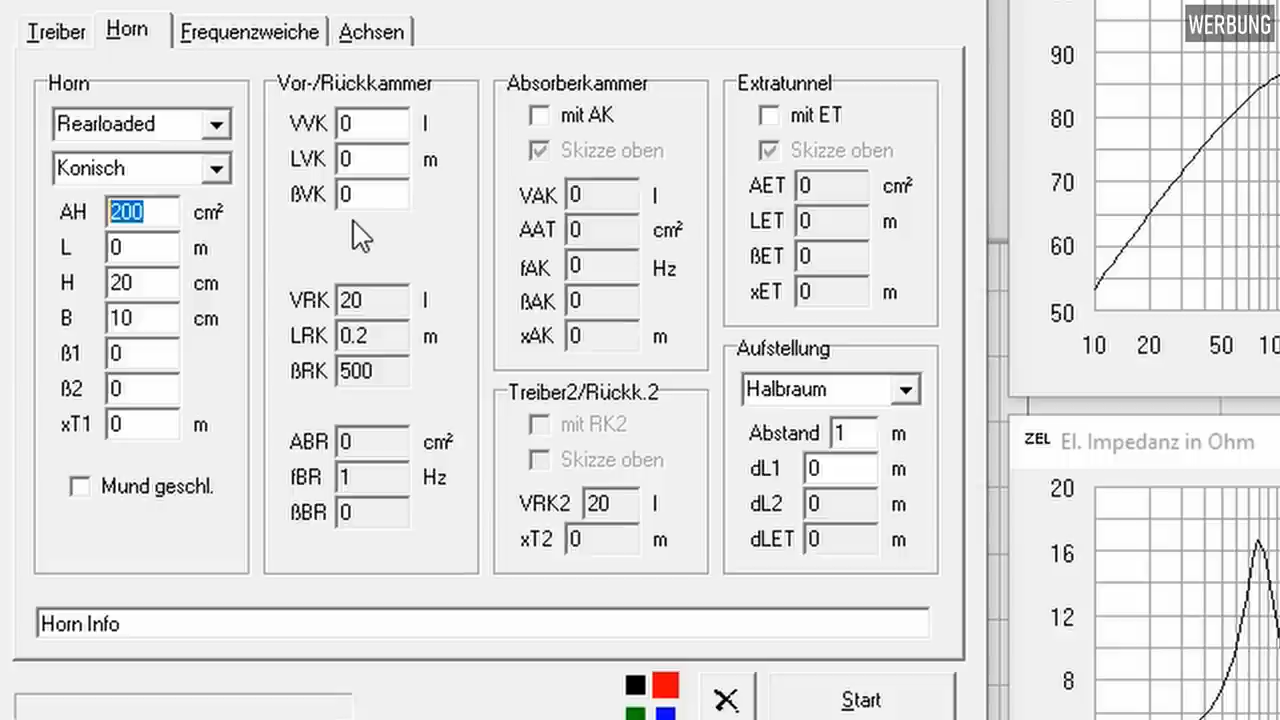 WERBUNG
Treiber
Horn
Frequenzweiche
Achsen
Horn
Rearloaded
Konisch
AH 200 cm²
L 0 m
H 20 cm
B 10 cm
ß1 0
ß2 0
xT1 0 m
Mund geschl.
Vor-/Rückkammer
VVK 0 l
LVK 0 m
ßVK 0
VRK 20 l
LRK 0.2 m
ßRK 500
ABR 0 cm²
fBR 1 Hz
ßBR 0
Absorberkammer
mit AK
Skizze oben
VAK 0 l
AAT 0 cm²
fAK 0 Hz
ßAK 0
xAK 0 m
Treiber2/Rückk.2
mit RK2
Skizze oben
VRK2 20 l
xT2 0 m
Extratunnel
mit ET
Skizze oben
AET 0 cm²
LET 0 m
ßET 0
xET 0 m
Aufstellung
Halbraum
Abstand 1 m
dL1 0 m
dL2 0 m
dLET 0 m
Horn Info
Start
90
80
70
60
50
10 20 50 10
ZEL El. Impedanz in Ohm
20
16
12
8